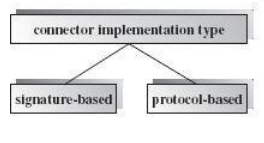 connector implementation type
signature-based
protocol-based